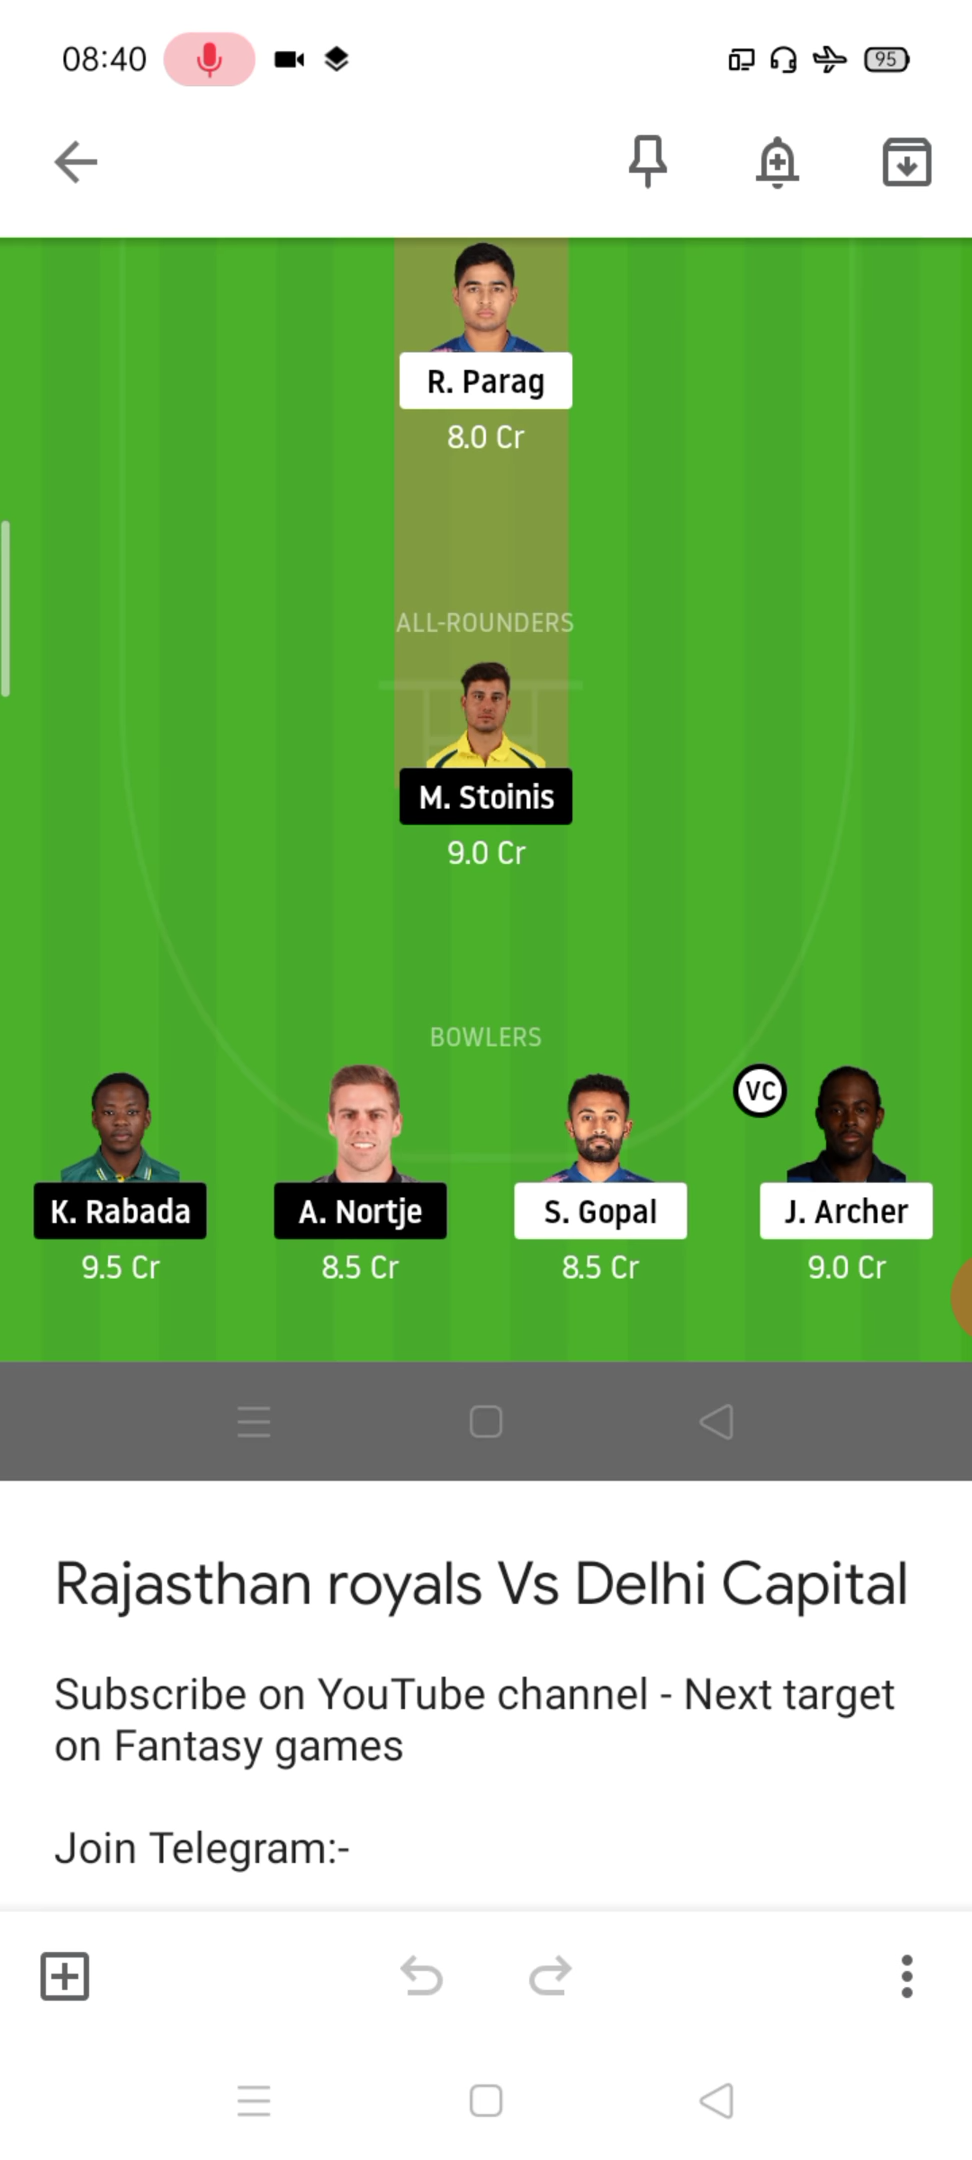 08:40
95
R. Parag
8.0 Cr
ALL-ROUNDERS
M. Stoinis
9.0 Cr
BOWLERS
VC
K. Rabada
A. Nortje
S. Gopal
J. Archer
9.5 Cr
8.5 Cr
8.5 Cr
9.0 Cr
Rajasthan royals Vs Delhi Capital
Subscribe on YouTube channel - Next target
on Fantasy games
Join Telegram:-